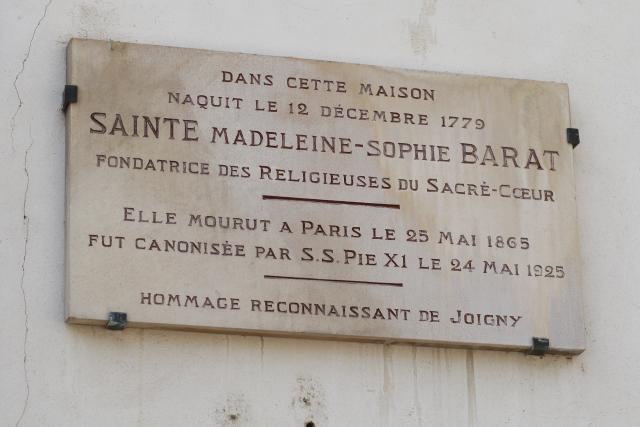 DANS CETTE MAISON
NAQUIT LE 12 DÉCEMBRE 1779
SAINTE MADELEINE-SOPHIE BARAT
FONDATRICE DES RELIGIEUSES DU SACRÉ-CŒUR
ELLE MOURUT A PARIS LE 25 MAI 1865
FUT CANONISÉE PAR S.S. PIE XI LE 24 MAI 1925
HOMMAGE RECONNAISSANT DE JOIGNY